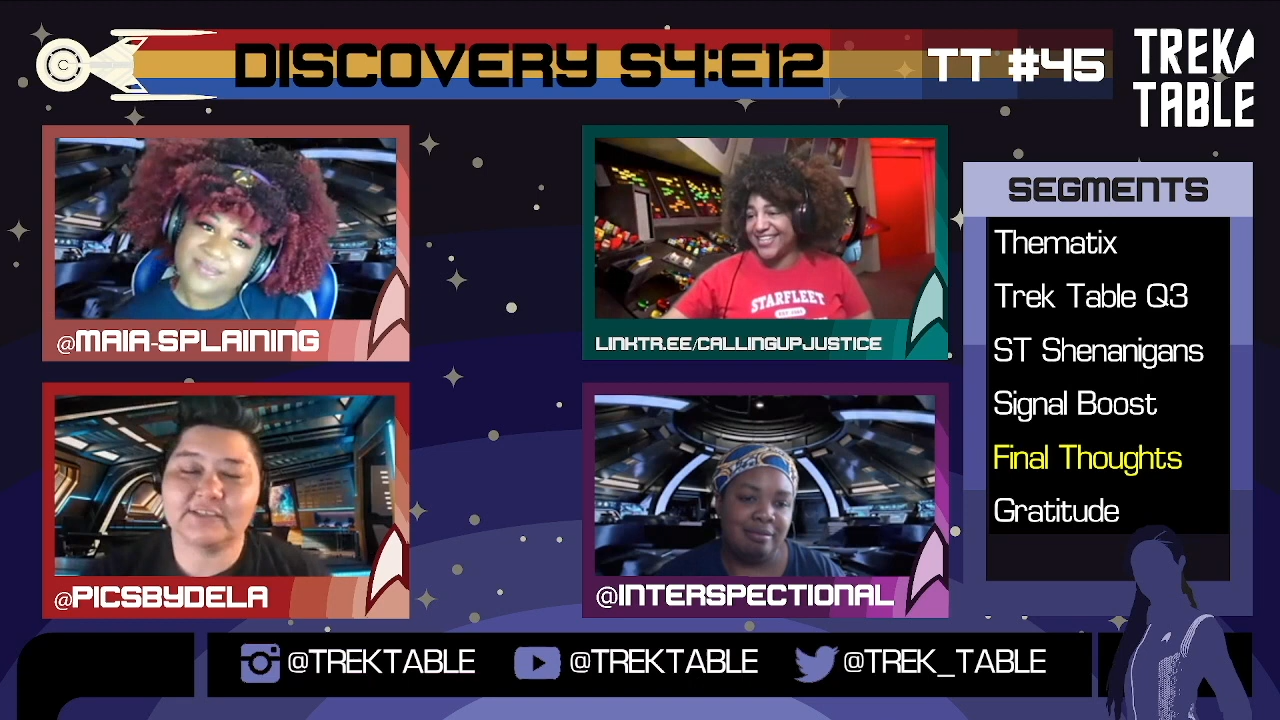 DISCOVERY S4:E12
TT #45
TREK
TABLE
SEGMENTS
Thematix
Trek Table Q3
ST Shenanigans
Signal Boost
Final Thoughts
Gratitude
STARFLEET
@MAIA-SPLAINING
LINKTR.EE/CALLINGUPJUSTICE
@PICSBYDELA
@INTERSPECTIONAL
@TREKTABLE
@TREKTABLE
@TREK_TABLE